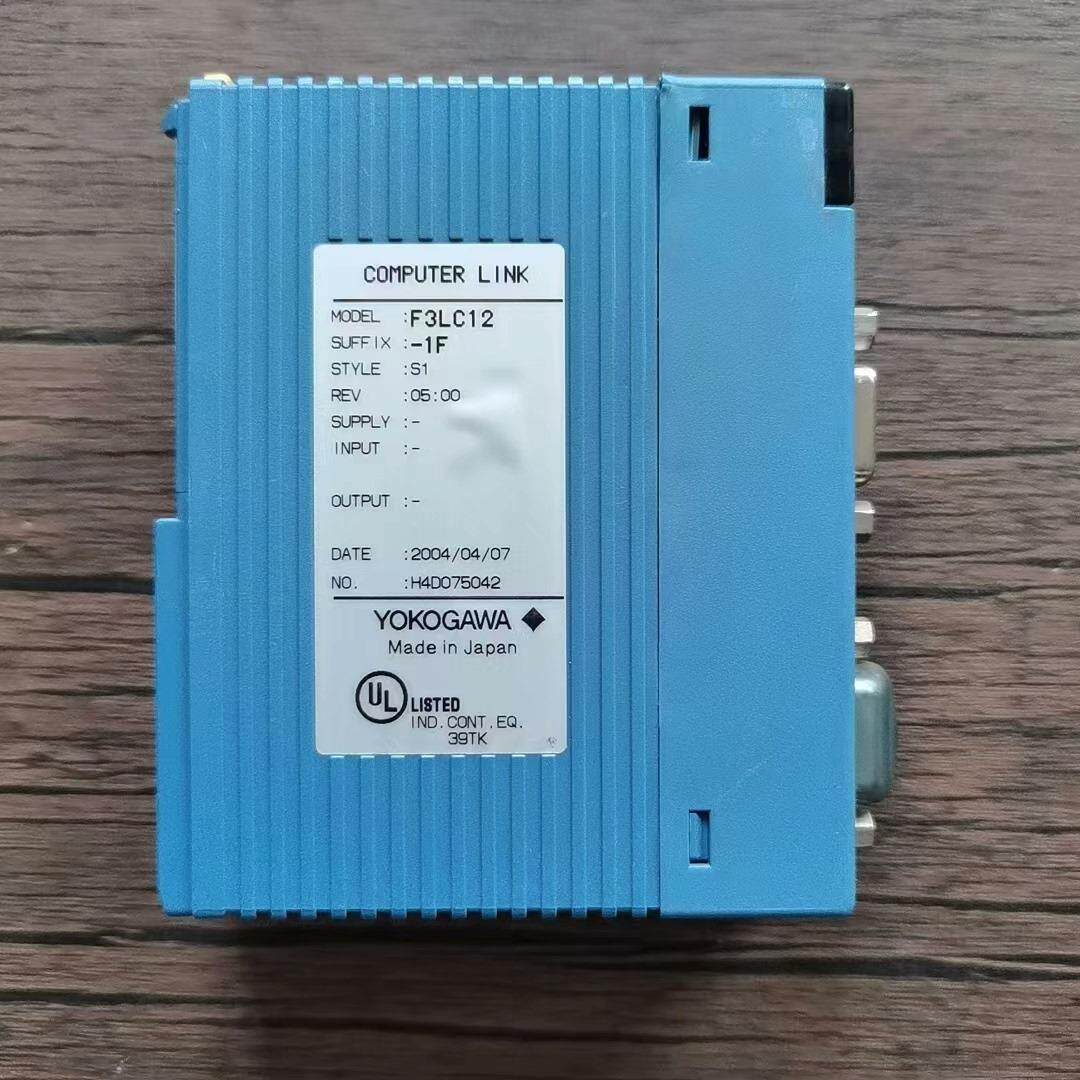 COMPUTER LINK
MODEL :F3LC12
SUFFIX :-1F
STYLE :S1
REV :05:00
SUPPLY :-
INPUT :-
OUTPUT :-
DATE :2004/04/07
NO. :H4D075042
YOKOGAWA
Made in Japan
UL LISTED
IND.CONT.EQ.
39TK